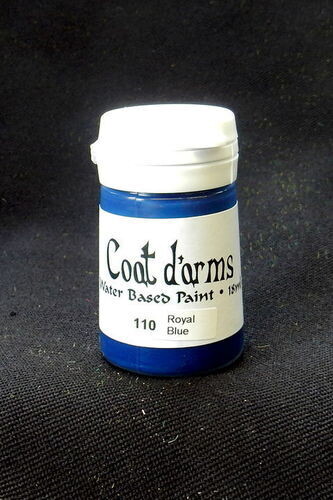 Coat d'arms
Water Based Paint • 18ml
110 Royal
Blue